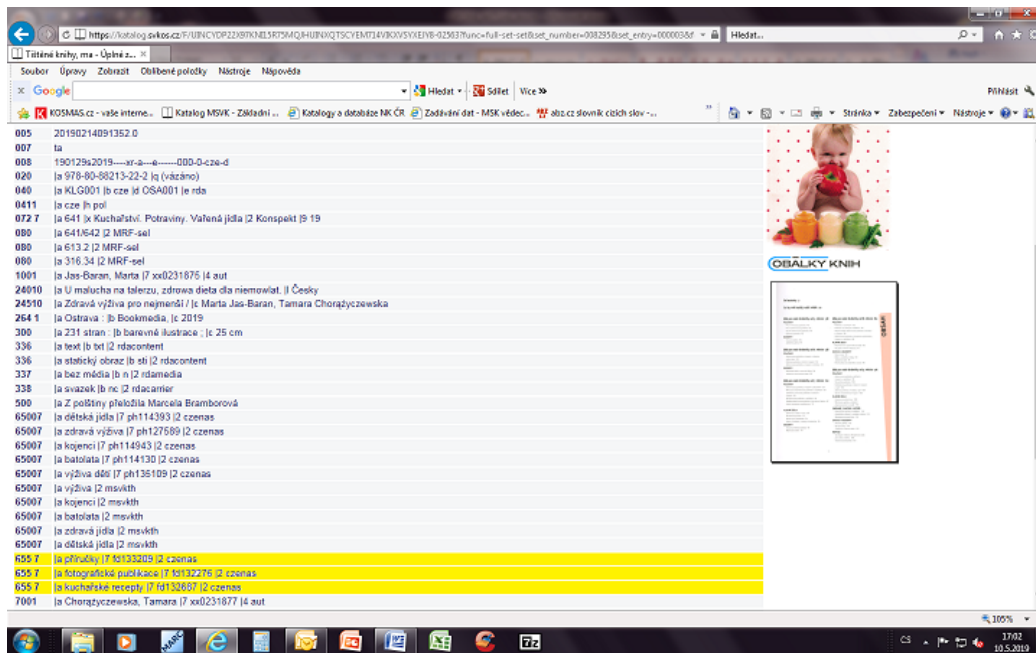 https://katalog.svkos.cz/F/
Hledat...
Tištěné knihy, ma - Úplné z...
Soubor Úpravy Zobrazit Oblíbené položky Nástroje Nápověda
x Google Hledat Sdílet Více » Přihlásit
KOSMAS.cz - vaše interne... Katalog MSVK - Základní ... Katalogy a databáze NK ČR Zadávání dat - MSK vědec... abz.cz slovník cizích slov -... Stránka Zabezpečení Nástroje
005 20190214091352.0
007 ta
008 190129s2019----xr-a---e------000-0-cze-d
020 |a 978-80-88213-22-2 |q (vázáno)
040 |a KLG001 |b cze |d OSA001 |e rda
0411 |a cze |h pol
072 7 |a 641 |x Kuchařství. Potraviny. Vařená jídla |2 Konspekt |9 19
080 |a 641/642 |2 MRF-sel
080 |a 613.2 |2 MRF-sel
080 |a 316.34 |2 MRF-sel
1001 |a Jas-Baran, Marta |7 xx0231876 |4 aut
24010 |a U malucha na talerzu, zdrowa dieta dla niemowlat. |l Česky
24510 |a Zdravá výživa pro nejmenší / |c Marta Jas-Baran, Tamara Chorążyczewska
264 1 |a Ostrava : |b Bookmedia, |c 2019
300 |a 231 stran : |b barevné ilustrace ; |c 25 cm
336 |a text |b txt |2 rdacontent
336 |a statický obraz |b sti |2 rdacontent
337 |a bez média |b n |2 rdamedia
338 |a svazek |b nc |2 rdacarrier
500 |a Z polštiny přeložila Marcela Bramborová
65007 |a dětská jídla |7 ph114393 |2 czenas
65007 |a zdravá výživa |7 ph127589 |2 czenas
65007 |a kojenci |7 ph114943 |2 czenas
65007 |a batolata |7 ph114130 |2 czenas
65007 |a výživa dětí |7 ph135109 |2 czenas
65007 |a výživa |2 msvkth
65007 |a kojenci |2 msvkth
65007 |a batolata |2 msvkth
65007 |a zdravá jídla |2 msvkth
65007 |a dětská jídla |2 msvkth
655 7 |a příručky |7 fd133209 |2 czenas
655 7 |a fotografické publikace |7 fd132276 |2 czenas
655 7 |a kuchařské recepty |7 fd132687 |2 czenas
7001 |a Chorążyczewska, Tamara |7 xx0231877 |4 aut
OBÁLKY KNIH
OBSAH
105%
MARC
7z
CS
17:02
10.5.2019